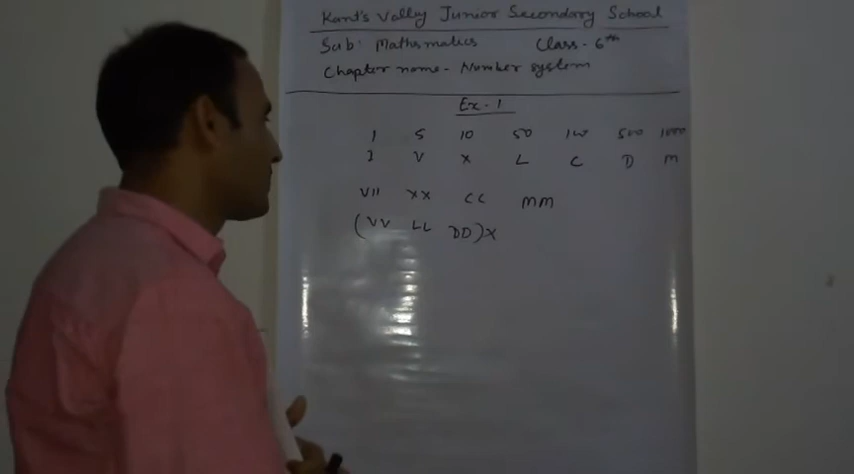 Kant's Valley Junior Secondary School
Sub: Mathematics Class - 6th
Chapter name - Number system
Ex - 1
1 5 10 50 100 500 1000
I V X L C D M
VII XX CC MM
(VV LL DD)X